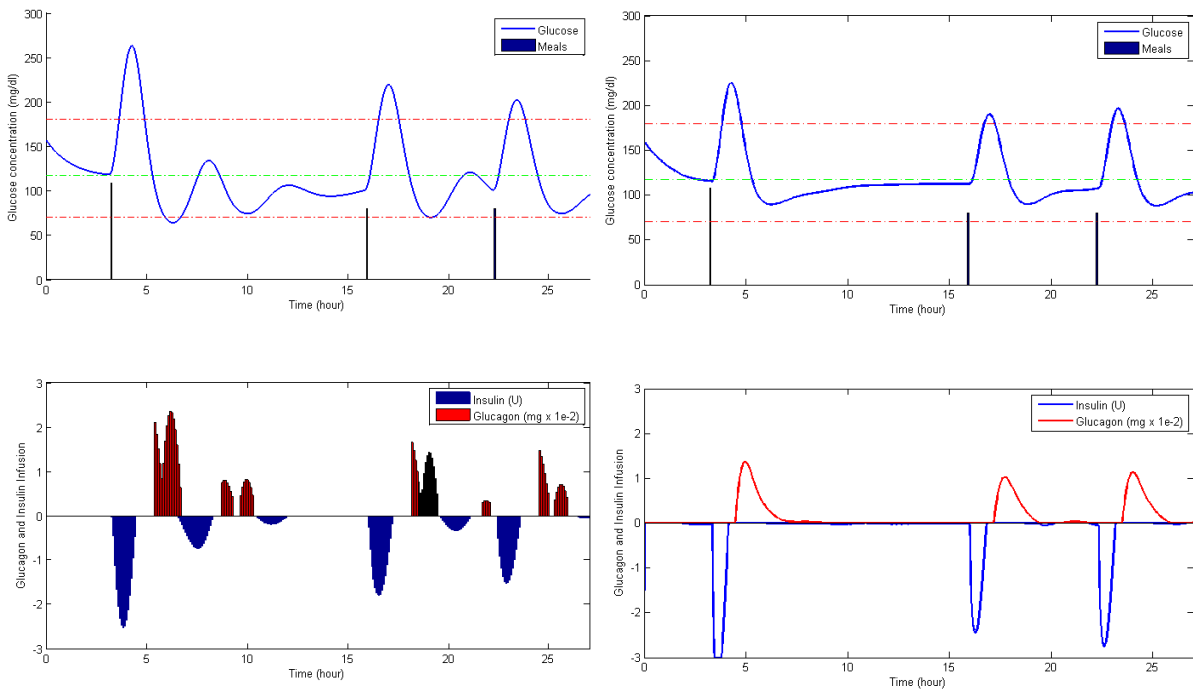 300
250
200
150
100
50
0
Glucose concentration (mg/dl)
Glucose
Meals
0 5 10 15 20 25
Time (hour)
300
250
200
150
100
50
0
Glucose concentration (mg/dl)
Glucose
Meals
0 5 10 15 20 25
Time (hour)
3
2
1
0
-1
-2
-3
Glucagon and Insulin Infusion
Insulin (U)
Glucagon (mg x 1e-2)
0 5 10 15 20 25
Time (hour)
3
2
1
0
-1
-2
-3
Glucagon and Insulin Infusion
Insulin (U)
Glucagon (mg x 1e-2)
0 5 10 15 20 25
Time (hour)